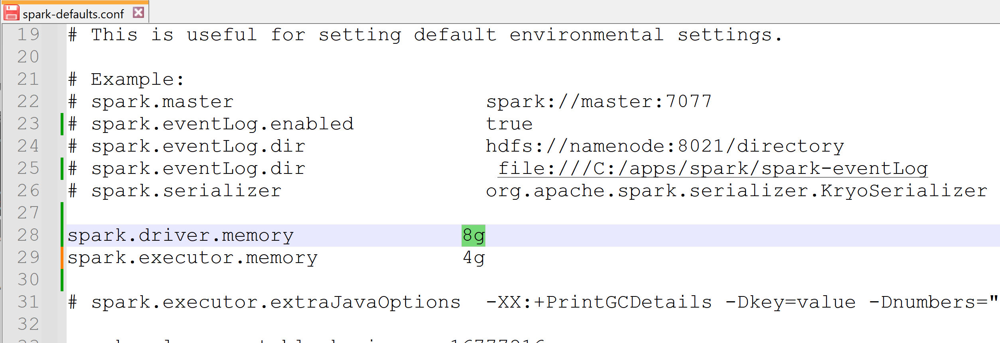 spark-defaults.conf
19 # This is useful for setting default environmental settings.
20
21 # Example:
22 # spark.master                     spark://master:7077
23 # spark.eventLog.enabled           true
24 # spark.eventLog.dir               hdfs://namenode:8021/directory
25 # spark.eventLog.dir                file:///C:/apps/spark/spark-eventLog
26 # spark.serializer                 org.apache.spark.serializer.KryoSerializer
27
28 spark.driver.memory              8g
29 spark.executor.memory            4g
30
31 # spark.executor.extraJavaOptions  -XX:+PrintGCDetails -Dkey=value -Dnumbers="
32